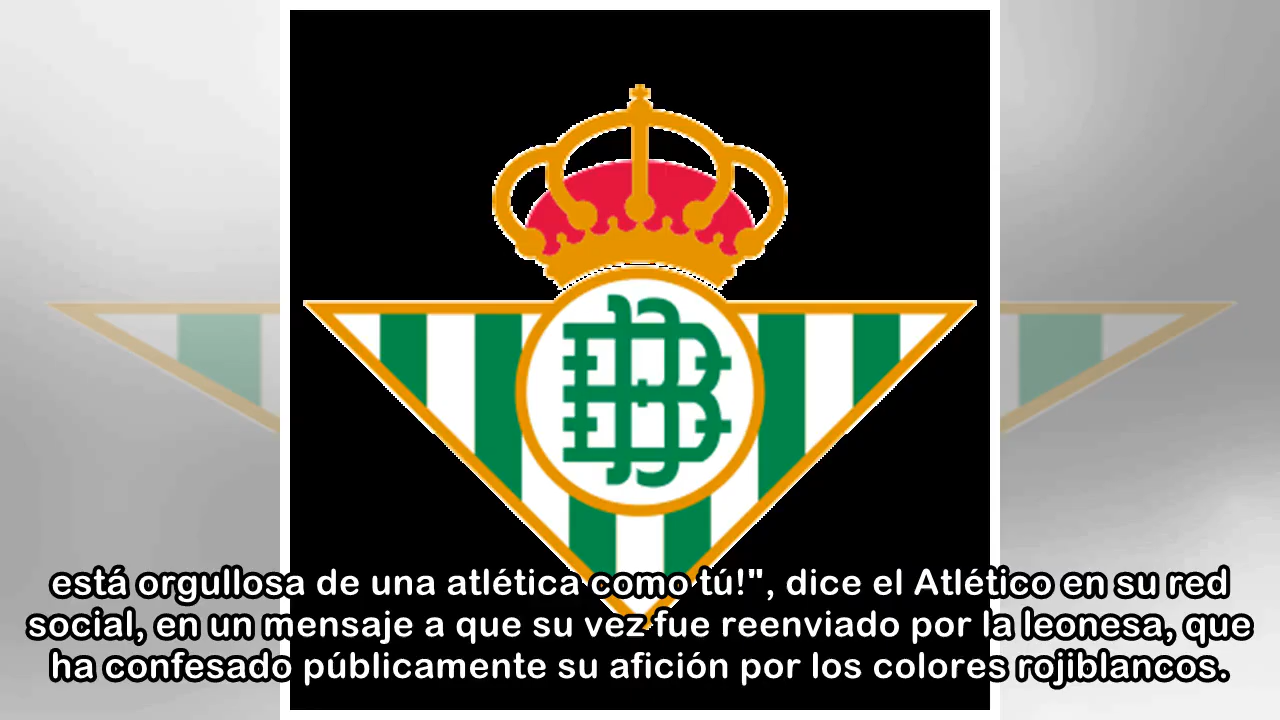 está orgullosa de una atlética como tú!", dice el Atlético en su red
social, en un mensaje a que su vez fue reenviado por la leonesa, que
ha confesado públicamente su afición por los colores rojiblancos.